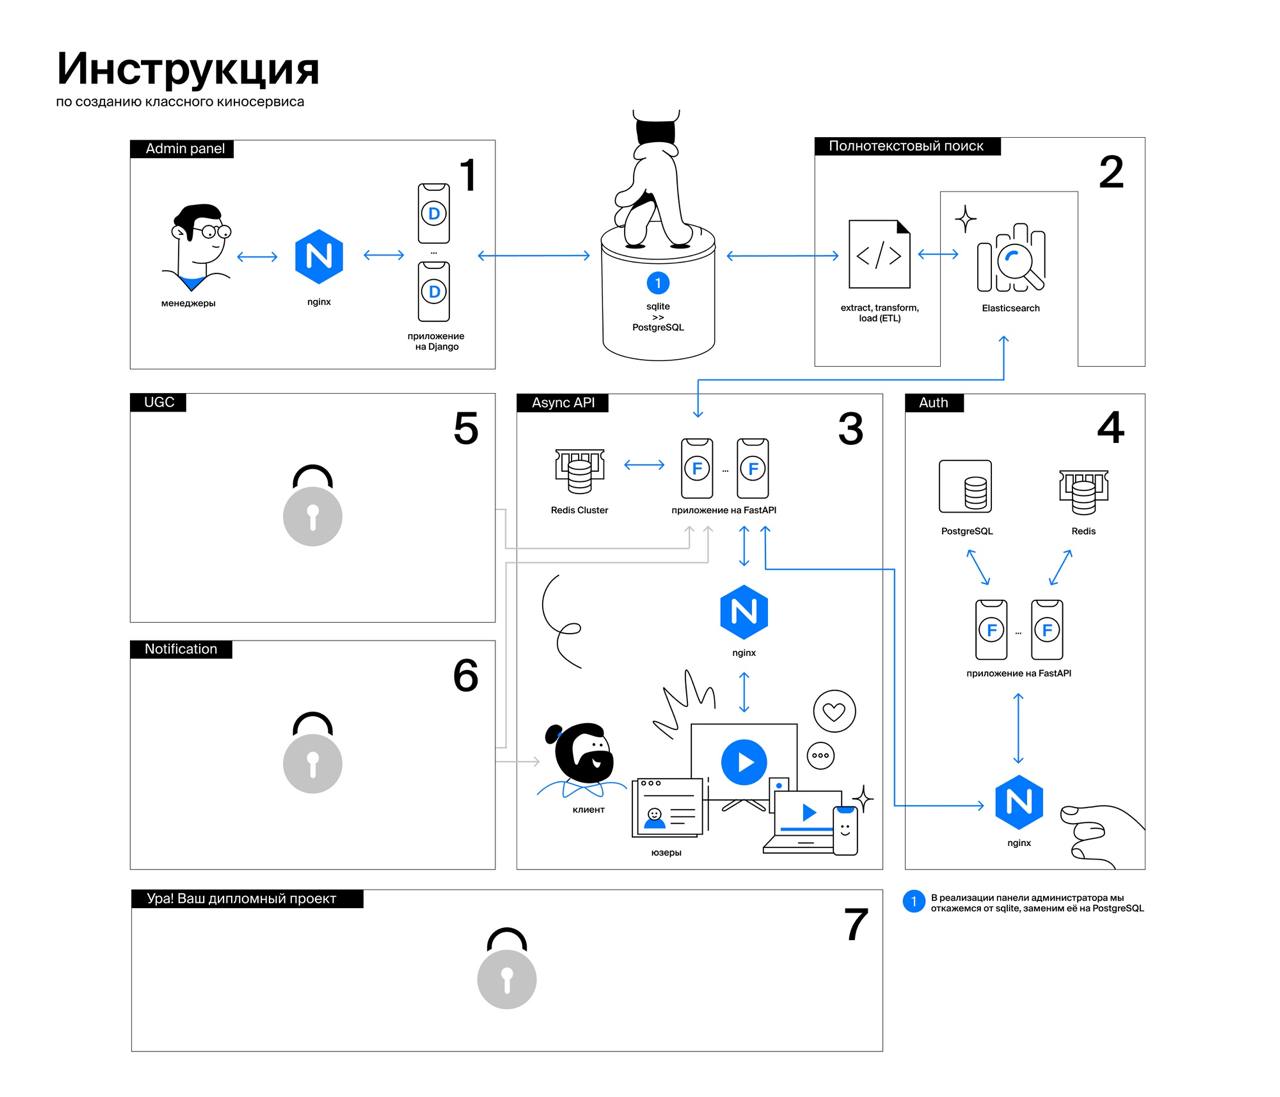 Инструкция
по созданию классного киносервиса
Admin panel
1
менеджеры
nginx
D
...
D
приложение
на Django
1
sqlite
>>
PostgreSQL
Полнотекстовый поиск
2
</>
extract, transform,
load (ETL)
Elasticsearch
UGC
5
Async API
3
Redis Cluster
F ... F
приложение на FastAPI
nginx
клиент
юзеры
Auth
4
PostgreSQL
Redis
F ... F
приложение на FastAPI
nginx
Notification
6
Ура! Ваш дипломный проект
7
1
В реализации панели администратора мы
откажемся от sqlite, заменим её на PostgreSQL